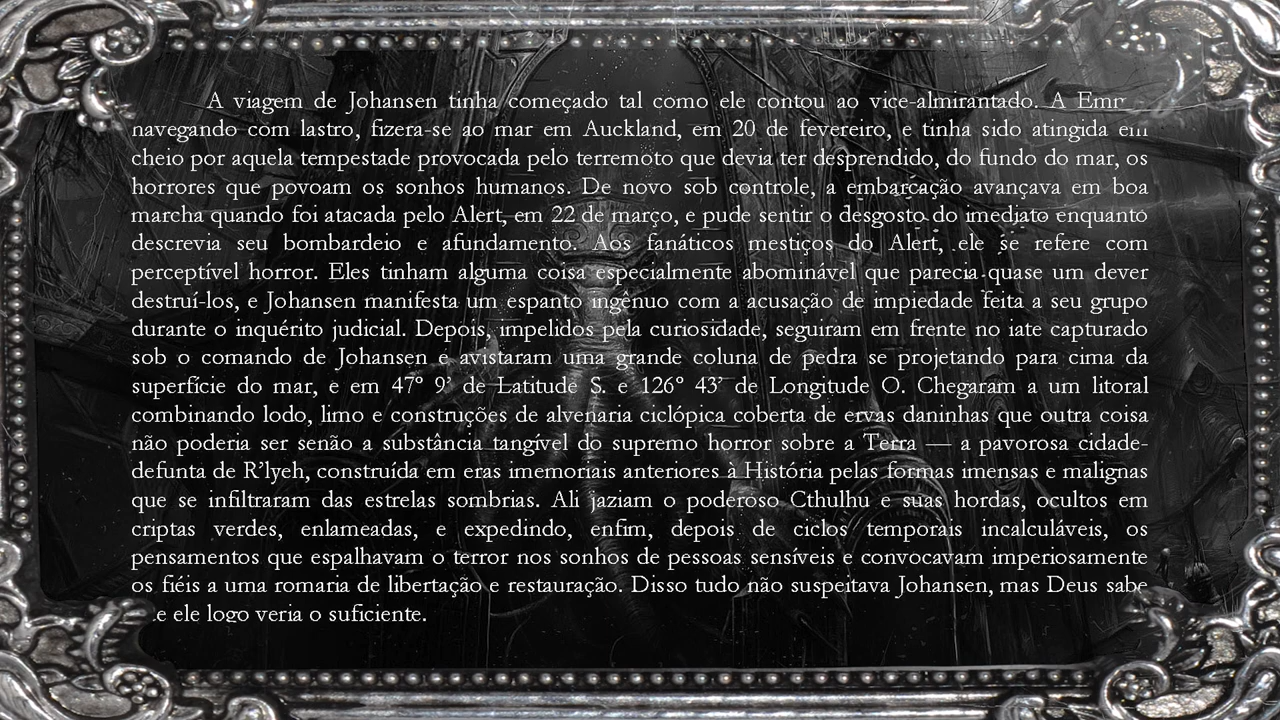 A viagem de Johansen tinha começado tal como ele contou ao vice-almirantado. A
navegando com lastro, fizera-se ao mar em Auckland, em 20 de fevereiro, e tinha sido atingida em
cheio por aquela tempestade provocada pelo terremoto que devia ter desprendido, do fundo do mar, os
horrores que povoam os sonhos humanos. De novo sob controle, a embarcação avançava em boa
marcha quando foi atacada pelo Alert, em 22 de março, e pude sentir o desgosto do imediato enquanto
descrevia seu bombardeio e afundamento. Aos fanáticos mestiços do Alert, ele se refere com
perceptível horror. Eles tinham alguma coisa especialmente abominável que parecia quase um dever
destruí-los, e Johansen manifesta um espanto ingênuo com a acusação de impiedade feita a seu grupo
durante o inquérito judicial. Depois, impelidos pela curiosidade, seguiram em frente no iate capturado
sob o comando de Johansen e avistaram uma grande coluna de pedra se projetando para cima da
superfície do mar, e em 47° 9’ de Latitude S. e 126° 43’ de Longitude O. Chegaram a um litoral
combinando lodo, limo e construções de alvenaria ciclópica coberta de ervas daninhas que outra coisa
não poderia ser senão a substância tangível do supremo horror sobre a Terra — a pavorosa cidade-
defunta de R’lyeh, construída em eras imemoriais anteriores à História pelas formas imensas e malignas
que se infiltraram das estrelas sombrias. Ali jaziam o poderoso Cthulhu e suas hordas, ocultos em
criptas verdes, enlameadas, e expedindo, enfim, depois de ciclos temporais incalculáveis, os
pensamentos que espalhavam o terror nos sonhos de pessoas sensíveis e convocavam imperiosamente
os fiéis a uma romaria de libertação e restauração. Disso tudo não suspeitava Johansen, mas Deus sabe
ele logo veria o suficiente.